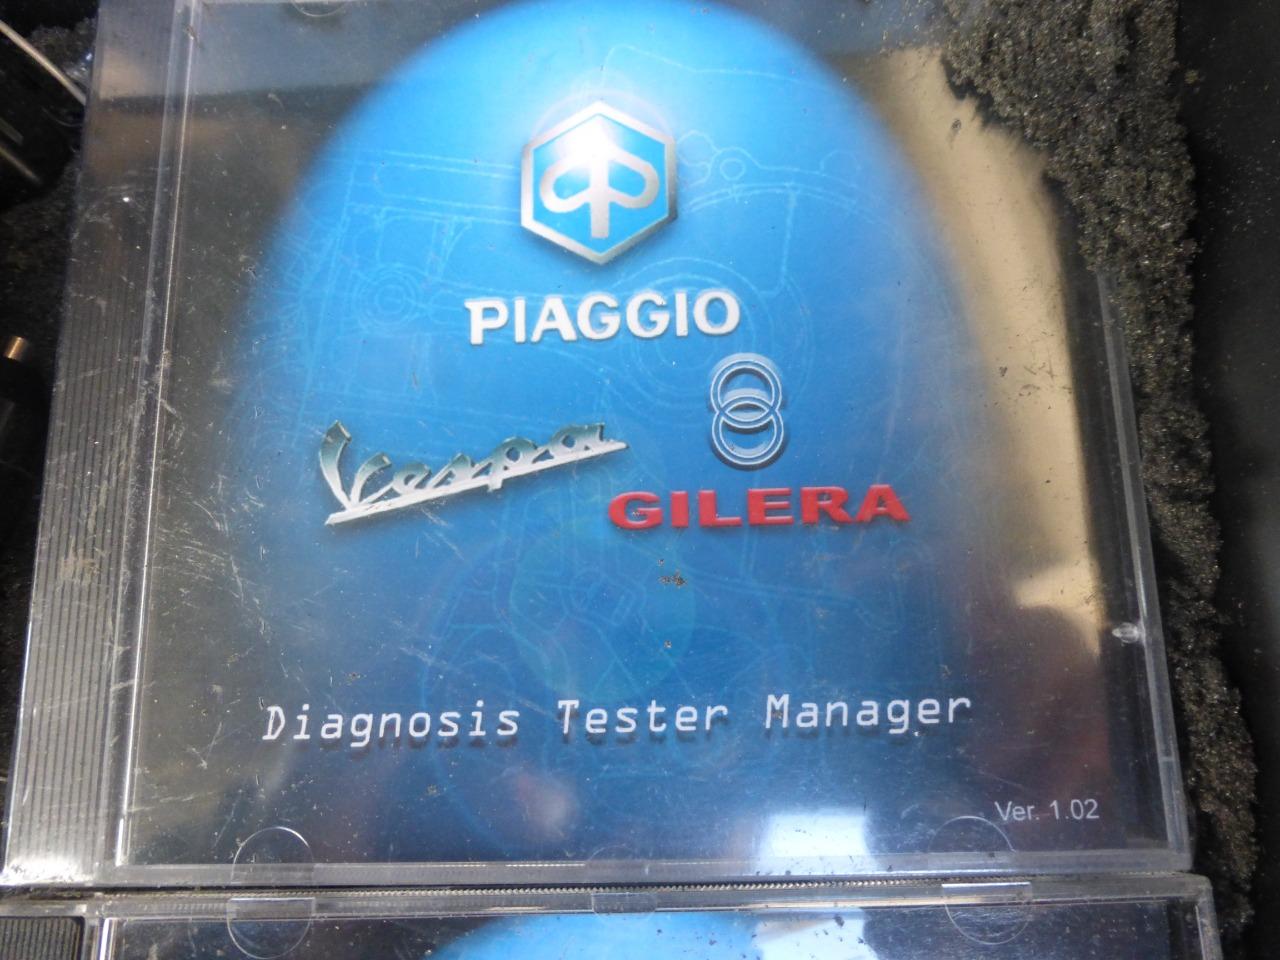 PIAGGIO
Vespa
GILERA
Diagnosis Tester Manager
Ver. 1.02